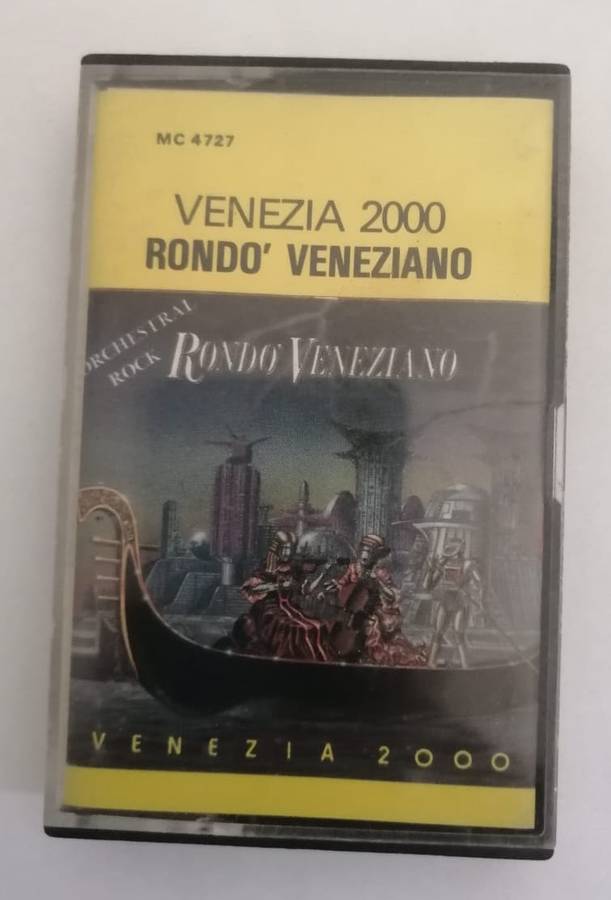 MC 4727
VENEZIA 2000
RONDO' VENEZIANO
ORCHESTRAL
ROCK
RONDO' VENEZIANO
VENEZIA 2000